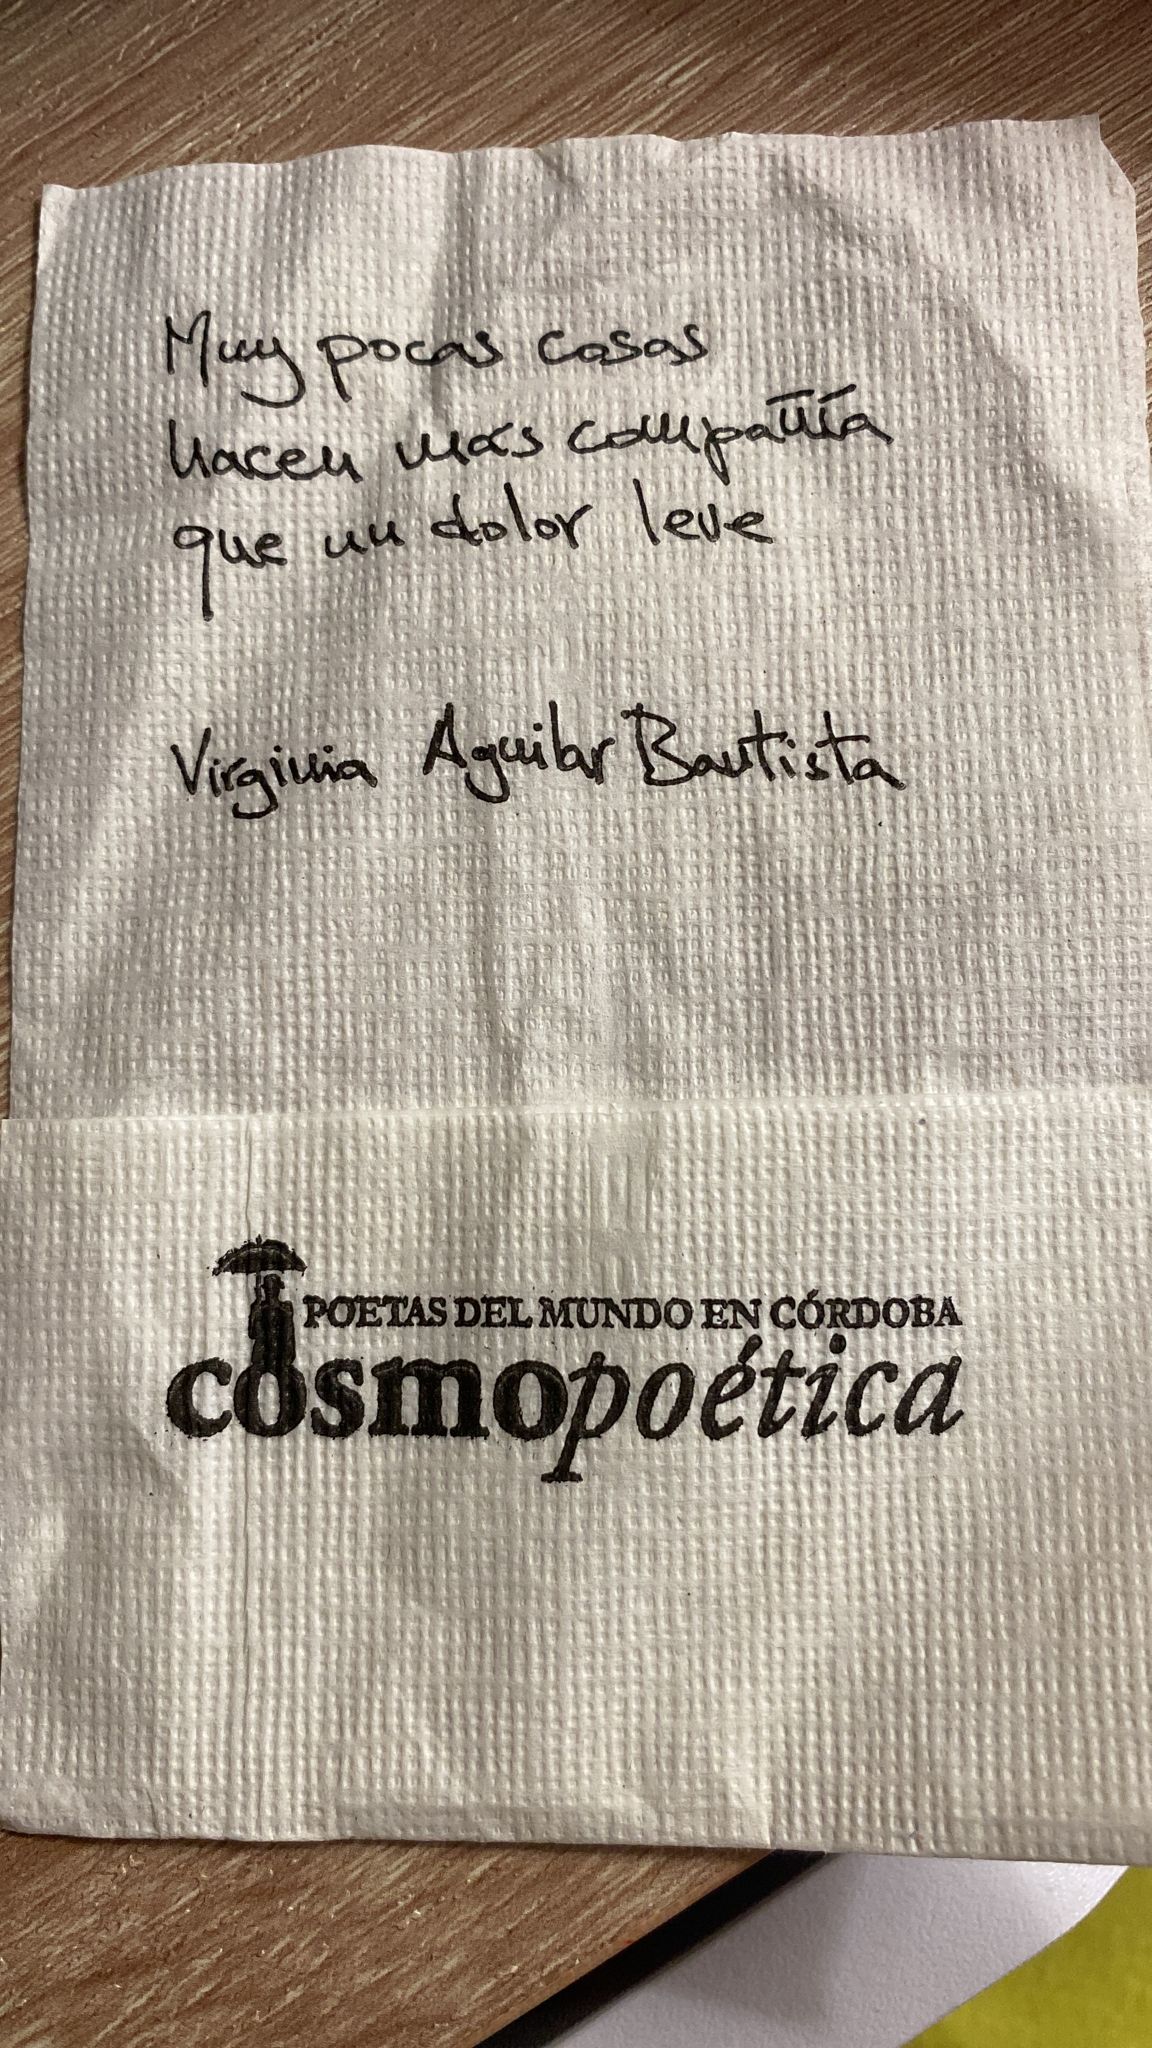 Muy pocas cosas
hacen más compañía
que un dolor leve
Virginia Aguilar Bautista
POETAS DEL MUNDO EN CÓRDOBA
cosmopoética